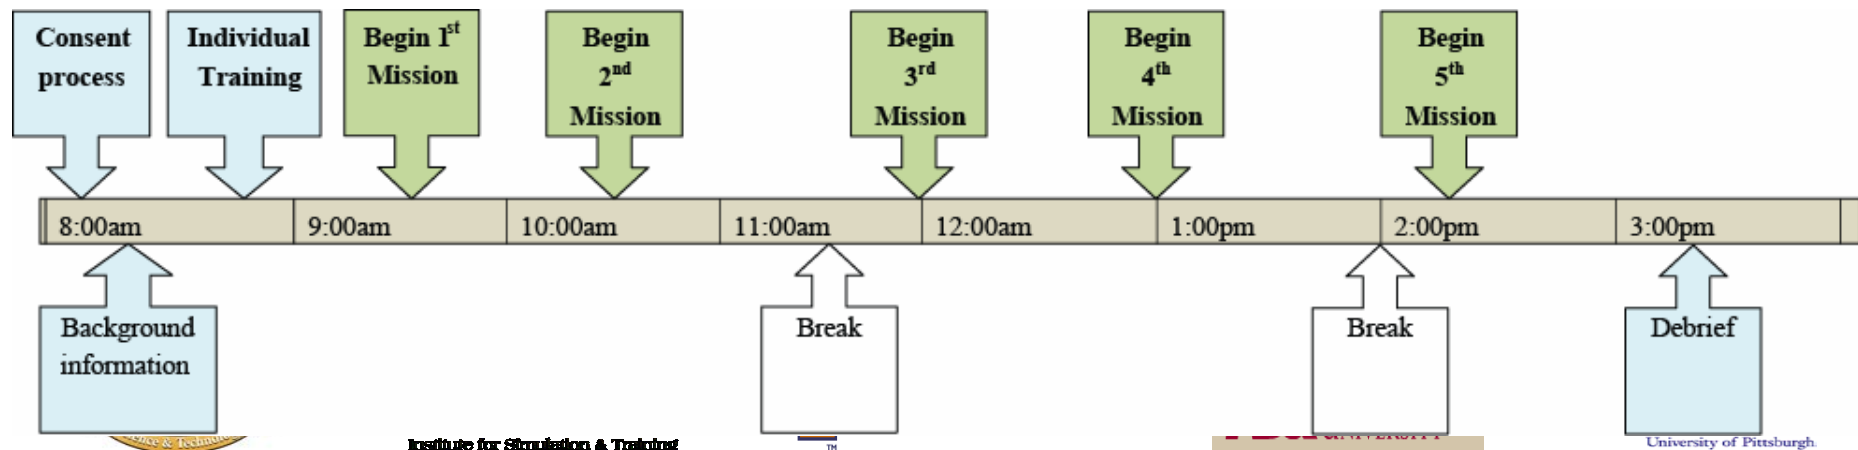 Consent
process
Individual
Training
Begin 1st
Mission
Begin
2nd
Mission
Begin
3rd
Mission
Begin
4th
Mission
Begin
5th
Mission
8:00am
9:00am
10:00am
11:00am
12:00am
1:00pm
2:00pm
3:00pm
Background
information
Break
Break
Debrief
Institute for Simulation & Training
TM
UNIVERSITY
University of Pittsburgh